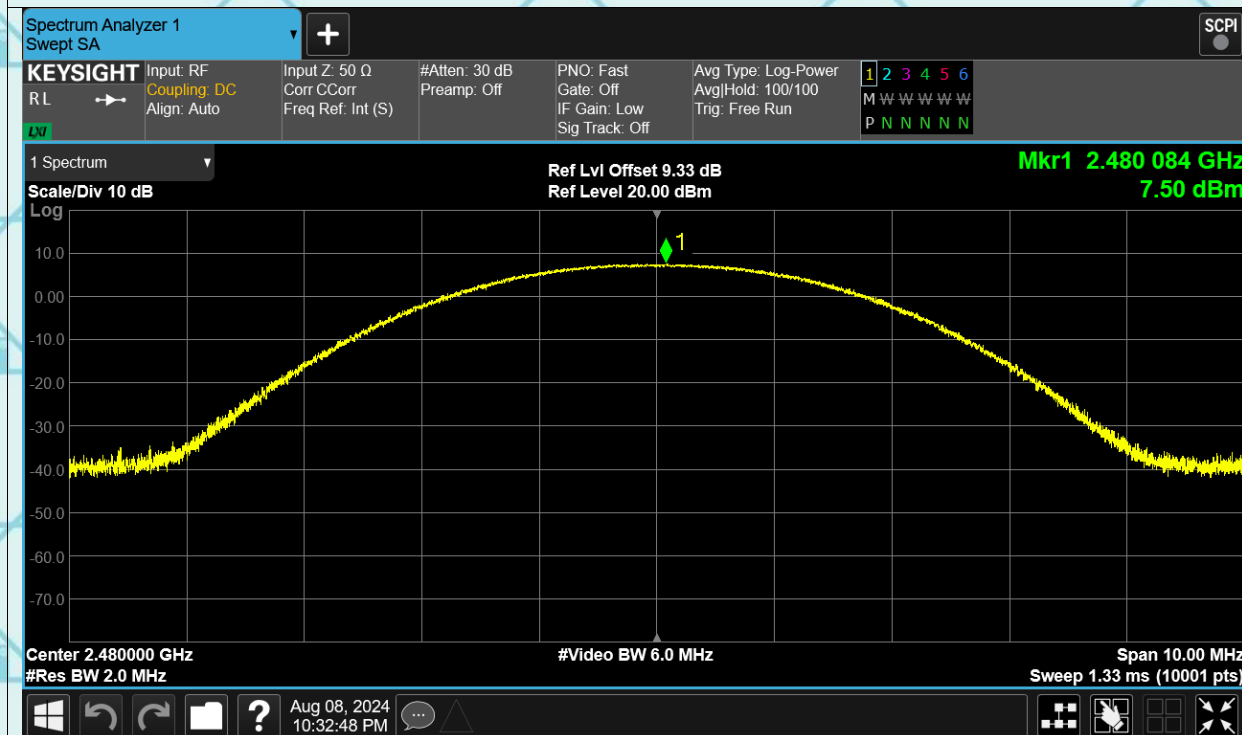 Spectrum Analyzer 1
Swept SA
+
SCPI
KEYSIGHT
R L
LXI
Input: RF
Coupling: DC
Align: Auto
Input Z: 50 Ω
Corr CCorr
Freq Ref: Int (S)
#Atten: 30 dB
Preamp: Off
PNO: Fast
Gate: Off
IF Gain: Low
Sig Track: Off
Avg Type: Log-Power
Avg|Hold: 100/100
Trig: Free Run
1 2 3 4 5 6
M W W W W W
P N N N N N
1 Spectrum
Scale/Div 10 dB
Log
Ref Lvl Offset 9.33 dB
Ref Level 20.00 dBm
Mkr1 2.480 084 GHz
7.50 dBm
1
10.0
0.00
-10.0
-20.0
-30.0
-40.0
-50.0
-60.0
-70.0
Center 2.480000 GHz
#Res BW 2.0 MHz
#Video BW 6.0 MHz
Span 10.00 MHz
Sweep 1.33 ms (10001 pts)
?
Aug 08, 2024
10:32:48 PM